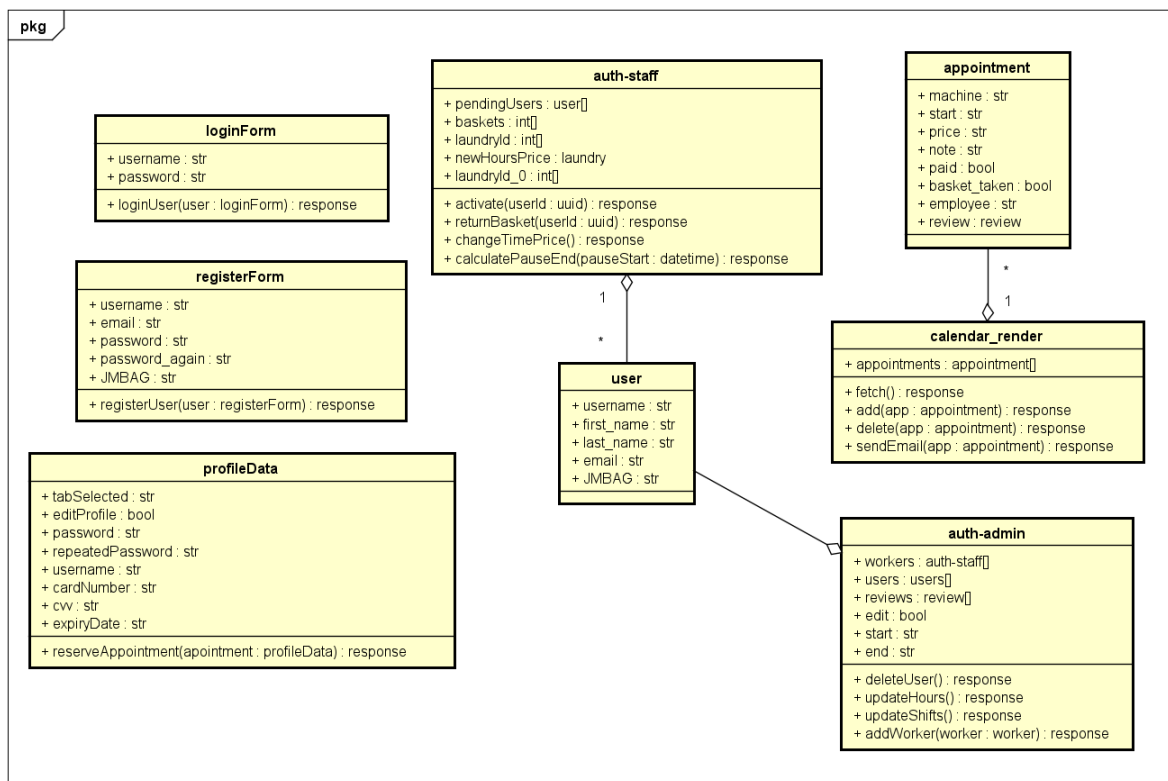 pkg
loginForm
+ username : str
+ password : str
+ loginUser(user : loginForm) : response
registerForm
+ username : str
+ email : str
+ password : str
+ password_again : str
+ JMBAG : str
+ registerUser(user : registerForm) : response
profileData
+ tabSelected : str
+ editProfile : bool
+ password : str
+ repeatedPassword : str
+ username : str
+ cardNumber : str
+ cvv : str
+ expiryDate : str
+ reserveAppointment(apointment : profileData) : response
auth-staff
+ pendingUsers : user[]
+ baskets : int[]
+ laundryId : int[]
+ newHoursPrice : laundry
+ laundryId_0 : int[]
+ activate(userId : uuid) : response
+ returnBasket(userId : uuid) : response
+ changeTimePrice() : response
+ calculatePauseEnd(pauseStart : datetime) : response
1
*
user
+ username : str
+ first_name : str
+ last_name : str
+ email : str
+ JMBAG : str
appointment
+ machine : str
+ start : str
+ price : str
+ note : str
+ paid : bool
+ basket_taken : bool
+ employee : str
+ review : review
*
1
calendar_render
+ appointments : appointment[]
+ fetch() : response
+ add(app : appointment) : response
+ delete(app : appointment) : response
+ sendEmail(app : appointment) : response
auth-admin
+ workers : auth-staff[]
+ users : users[]
+ reviews : review[]
+ edit : bool
+ start : str
+ end : str
+ deleteUser() : response
+ updateHours() : response
+ updateShifts() : response
+ addWorker(worker : worker) : response